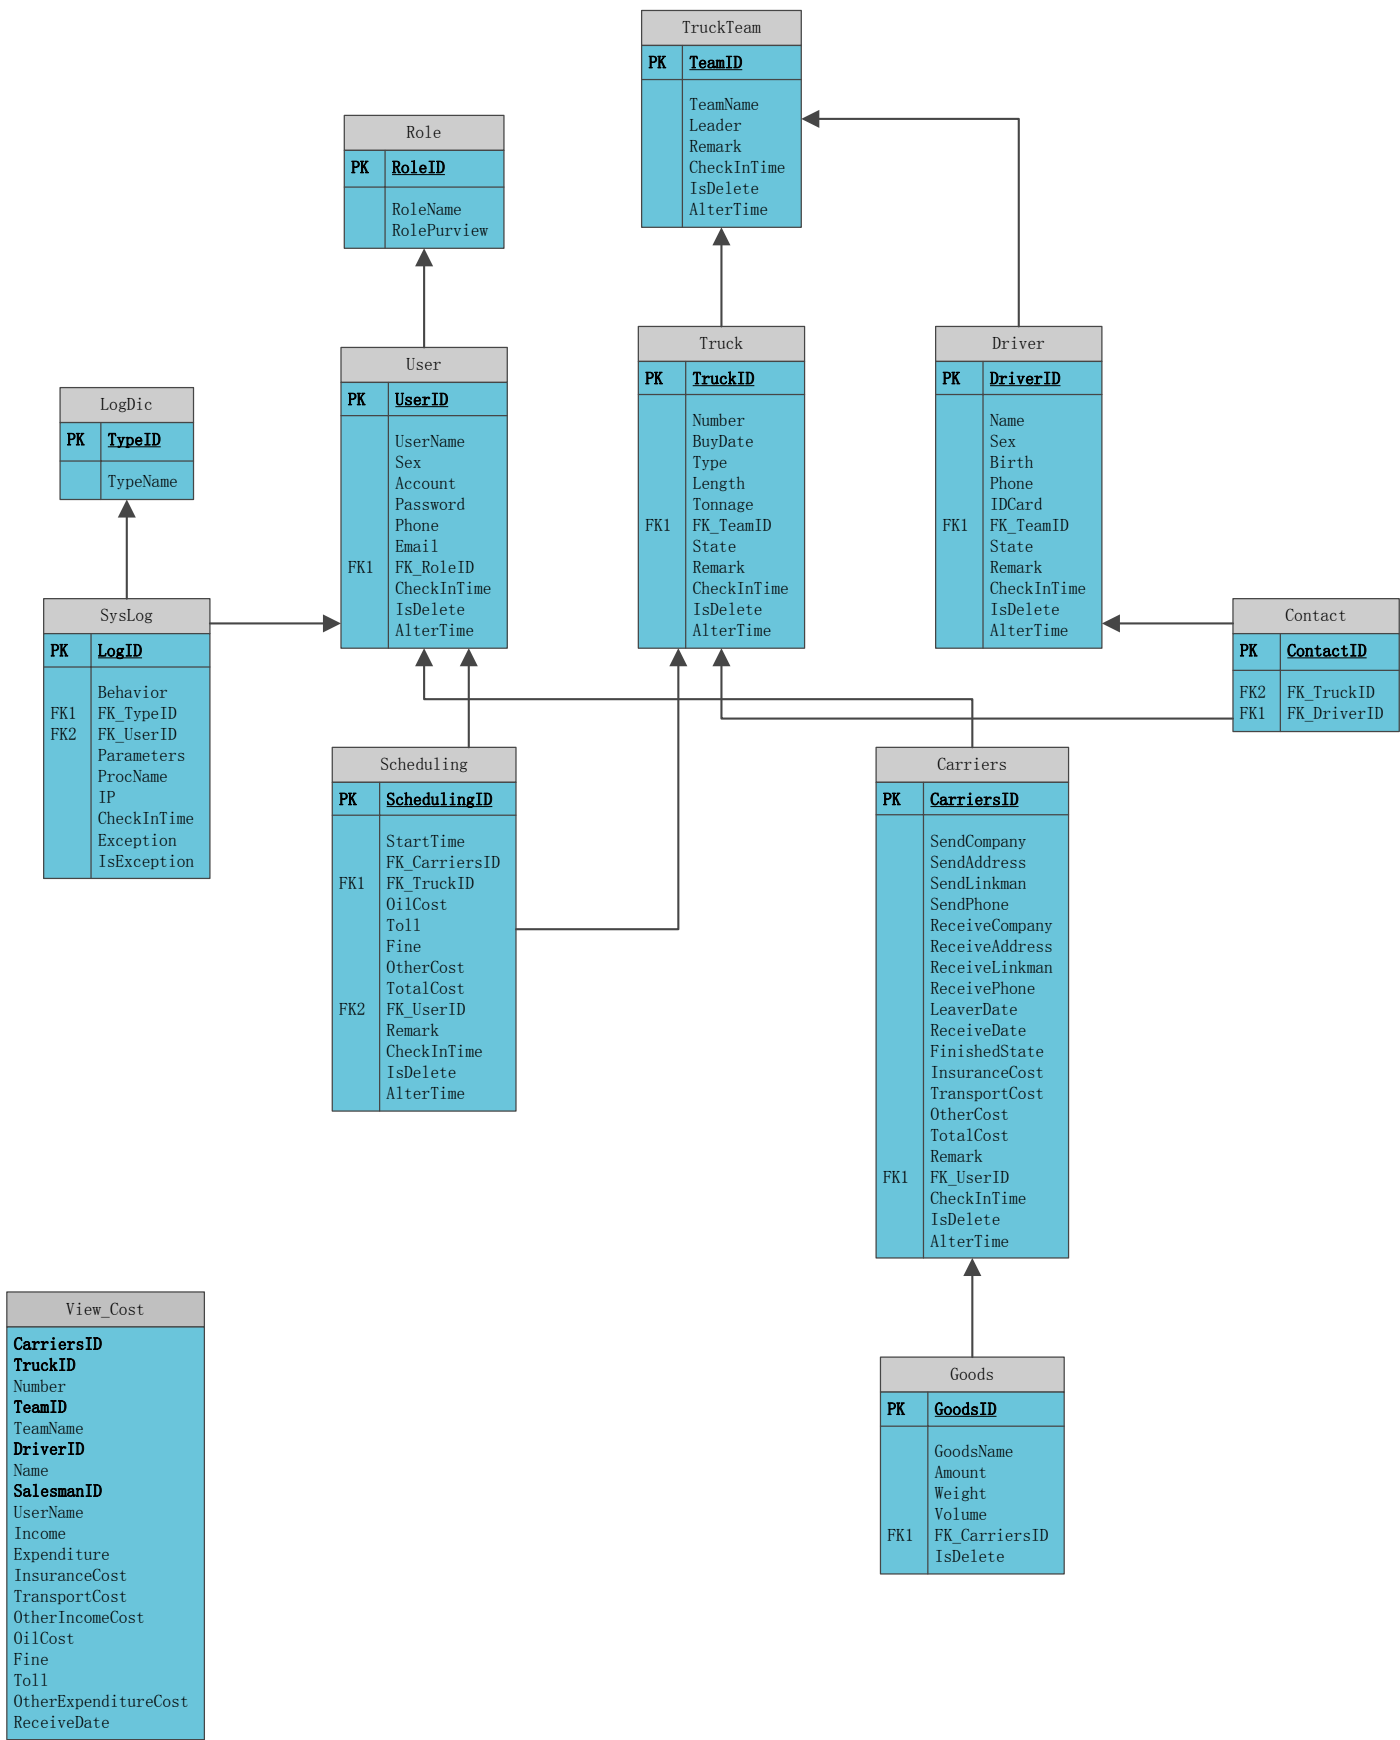 TruckTeam
PK TeamID
TeamName
Leader
Remark
CheckInTime
IsDelete
AlterTime
Role
PK RoleID
RoleName
RolePurview
Truck
PK TruckID
Number
BuyDate
Type
Length
Tonnage
FK1 FK_TeamID
State
Remark
CheckInTime
IsDelete
AlterTime
Driver
PK DriverID
Name
Sex
Birth
Phone
IDCard
FK1 FK_TeamID
State
Remark
CheckInTime
IsDelete
AlterTime
User
PK UserID
UserName
Sex
Account
Password
Phone
Email
FK1 FK_RoleID
CheckInTime
IsDelete
AlterTime
LogDic
PK TypeID
TypeName
SysLog
PK LogID
Behavior
FK1 FK_TypeID
FK2 FK_UserID
Parameters
ProcName
IP
CheckInTime
Exception
IsException
Contact
PK ContactID
FK2 FK_TruckID
FK1 FK_DriverID
Scheduling
PK SchedulingID
StartTime
FK_CarriersID
FK1 FK_TruckID
OilCost
Toll
Fine
OtherCost
TotalCost
FK2 FK_UserID
Remark
CheckInTime
IsDelete
AlterTime
Carriers
PK CarriersID
SendCompany
SendAddress
SendLinkman
SendPhone
ReceiveCompany
ReceiveAddress
ReceiveLinkman
ReceivePhone
LeaverDate
ReceiveDate
FinishedState
InsuranceCost
TransportCost
OtherCost
TotalCost
Remark
FK1 FK_UserID
CheckInTime
IsDelete
AlterTime
View_Cost
CarriersID
TruckID
Number
TeamID
TeamName
DriverID
Name
SalesmanID
UserName
Income
Expenditure
InsuranceCost
TransportCost
OtherIncomeCost
OilCost
Fine
Toll
OtherExpenditureCost
ReceiveDate
Goods
PK GoodsID
GoodsName
Amount
Weight
Volume
FK1 FK_CarriersID
IsDelete